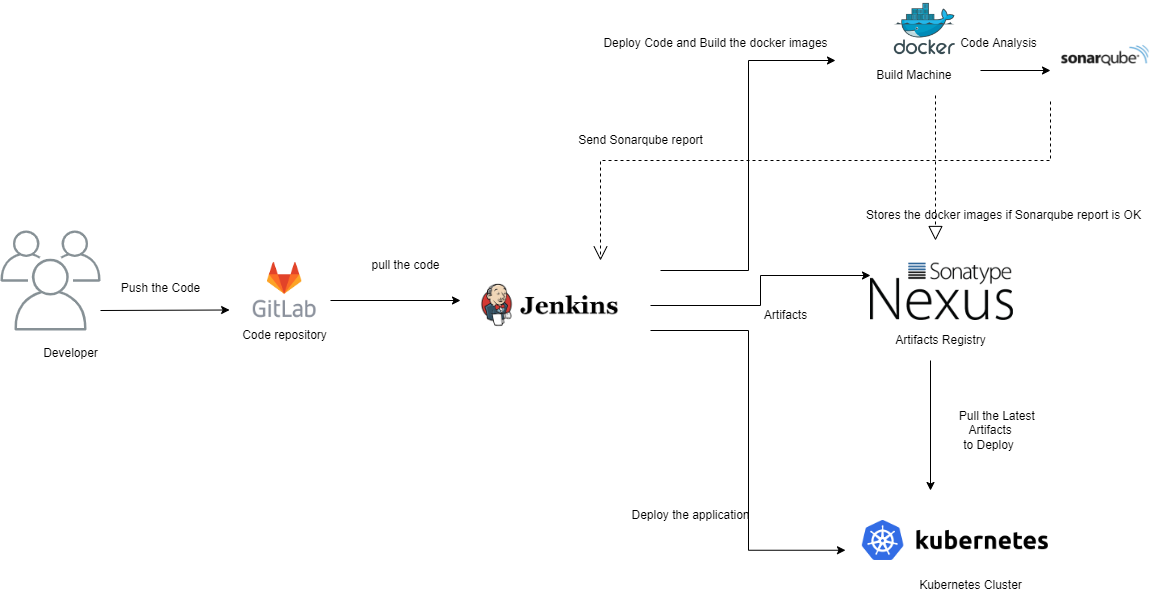 Deploy Code and Build the docker images
docker
Code Analysis
sonarqube
Build Machine
Send Sonarqube report
Stores the docker images if Sonarqube report is OK
Push the Code
GitLab
Code repository
Developer
pull the code
Jenkins
Artifacts
Sonatype
Nexus
Artifacts Registry
Pull the Latest
Artifacts
to Deploy
Deploy the application
kubernetes
Kubernetes Cluster